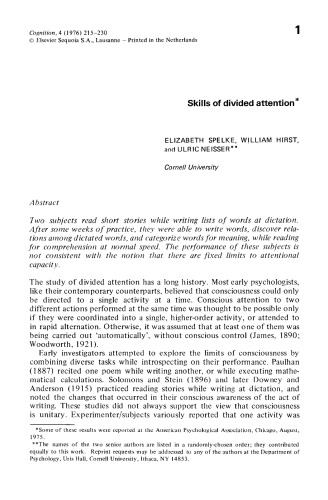 1
Cognition, 4 (1976) 215–230
© Elsevier Sequoia S.A., Lausanne – Printed in the Netherlands
Skills of divided attention*
ELIZABETH SPELKE, WILLIAM HIRST,
and ULRIC NEISSER**
Cornell University
Abstract
Two subjects read short stories while writing lists of words at dictation.
After some weeks of practice, they were able to write words, discover rela-
tions among dictated words, and categorize words for meaning, while reading
for comprehension at normal speed. The performance of these subjects is
not consistent with the notion that there are fixed limits to attentional
capacity.
The study of divided attention has a long history. Most early psychologists,
like their contemporary counterparts, believed that consciousness could only
be directed to a single activity at a time. Conscious attention to two
different actions performed at the same time was thought to be possible only
if they were coordinated into a single, higher-order activity, or attended to
in rapid alternation. Otherwise, it was assumed that at least one of them was
being carried out 'automatically', without conscious control (James, 1890;
Woodworth, 1921).
Early investigators attempted to explore the limits of consciousness by
combining diverse tasks while introspecting on their performance. Paulhan
(1887) recited one poem while writing another, or while executing mathe-
matical calculations. Solomons and Stein (1896) and later Downey and
Anderson (1915) practiced reading stories while writing at dictation, and
noted the changes that occurred in their conscious awareness of the act of
writing. These studies did not always support the view that consciousness
is unitary. Experimenter/subjects variously reported that one activity was
*Some of these results were reported at the American Psychological Association, Chicago, August,
1975.
**The names of the two senior authors are listed in a randomly-chosen order; they contributed
equally to this work. Reprint requests may be addressed to any of the authors at the Department of
Psychology, Uris Hall, Cornell University, Ithaca, NY 14853.